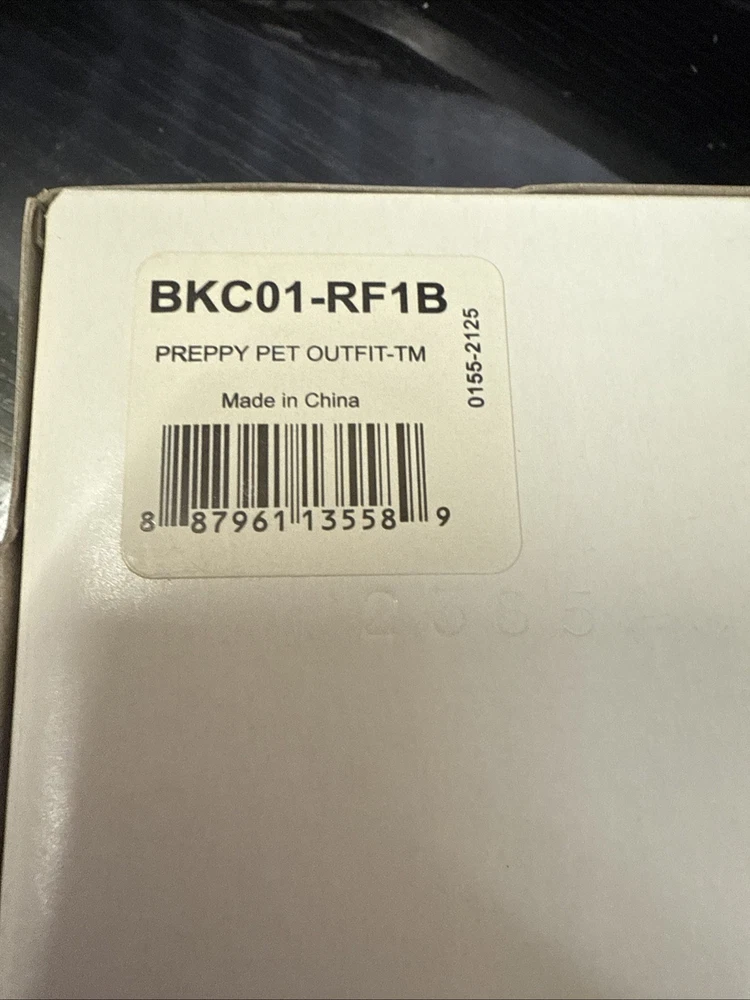 BKC01-RF1B
PREPPY PET OUTFIT-TM
Made in China
0155-2125
8 87961 13558 9